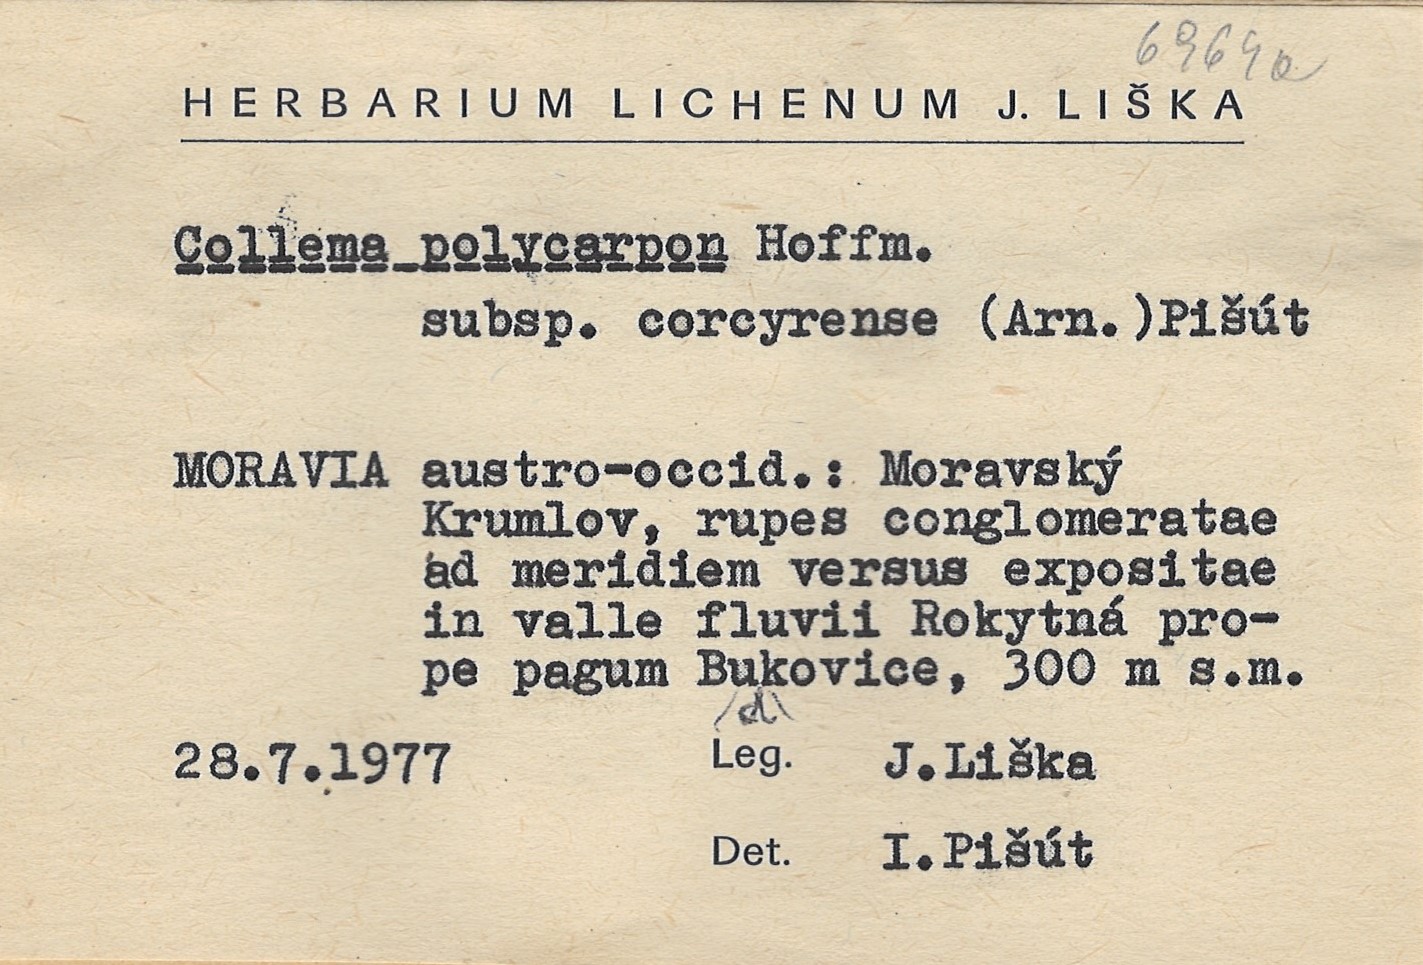 6964a
HERBARIUM LICHENUM J. LIŠKA
Collema polycarpon Hoffm.
subsp. corcyrense (Arn.)Pišút
MORAVIA austro-occid.: Moravský
Krumlov, rupes conglomeratae
ad meridiem versus expositae
in valle fluvii Rokytná pro-
pe pagum Bukovice, 300 m s.m.
d
28.7.1977 Leg. J.Liška
Det. I.Pišút